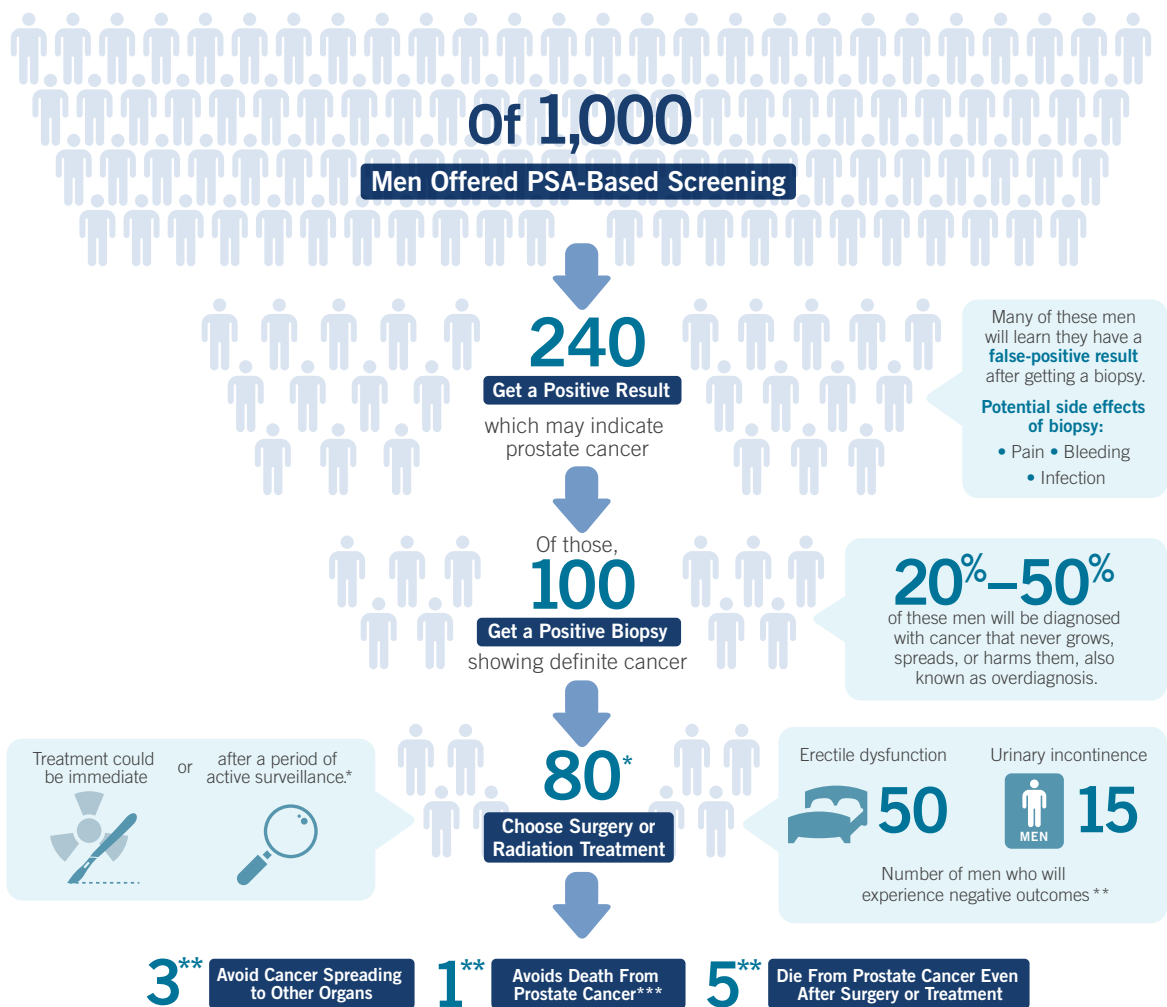 Of 1,000
Men Offered PSA-Based Screening
240
Get a Positive Result
which may indicate
prostate cancer
Many of these men
will learn they have a
false-positive result
after getting a biopsy.
Potential side effects
of biopsy:
• Pain • Bleeding
• Infection
Of those,
100
Get a Positive Biopsy
showing definite cancer
20%–50%
of these men will be diagnosed
with cancer that never grows,
spreads, or harms them, also
known as overdiagnosis.
Treatment could
be immediate
or
after a period of
active surveillance.*
80*
Choose Surgery or
Radiation Treatment
Erectile dysfunction
50
Urinary incontinence
MEN
15
Number of men who will
experience negative outcomes **
3**
Avoid Cancer Spreading
to Other Organs
1**
Avoids Death From
Prostate Cancer***
5**
Die From Prostate Cancer Even
After Surgery or Treatment